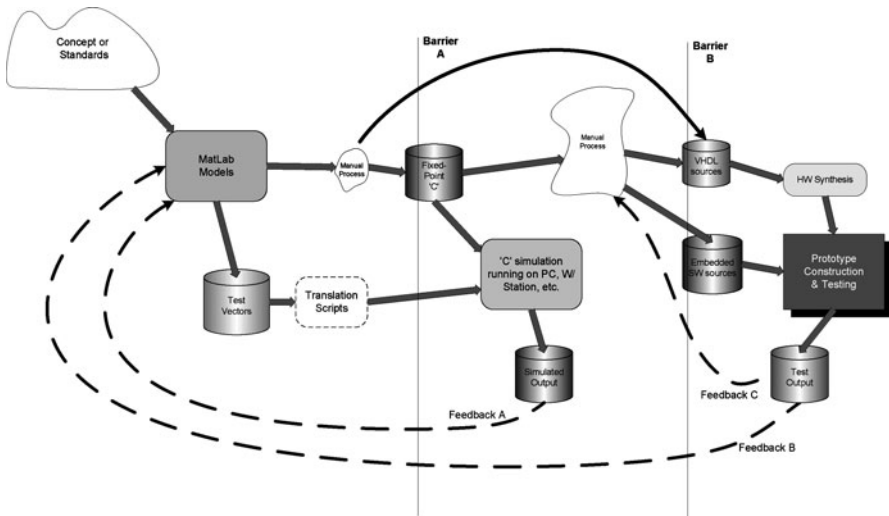 Concept or
Standards
Barrier
A
Barrier
B
MatLab
Models
Manual
Process
Fixed-
Point
'C'
Manual
Process
VHDL
sources
HW Synthesis
Test
Vectors
Translation
Scripts
'C' simulation
running on PC, W/
Station, etc.
Embedded
SW sources
Prototype
Construction
& Testing
Simulated
Output
Test
Output
Feedback A
Feedback C
Feedback B